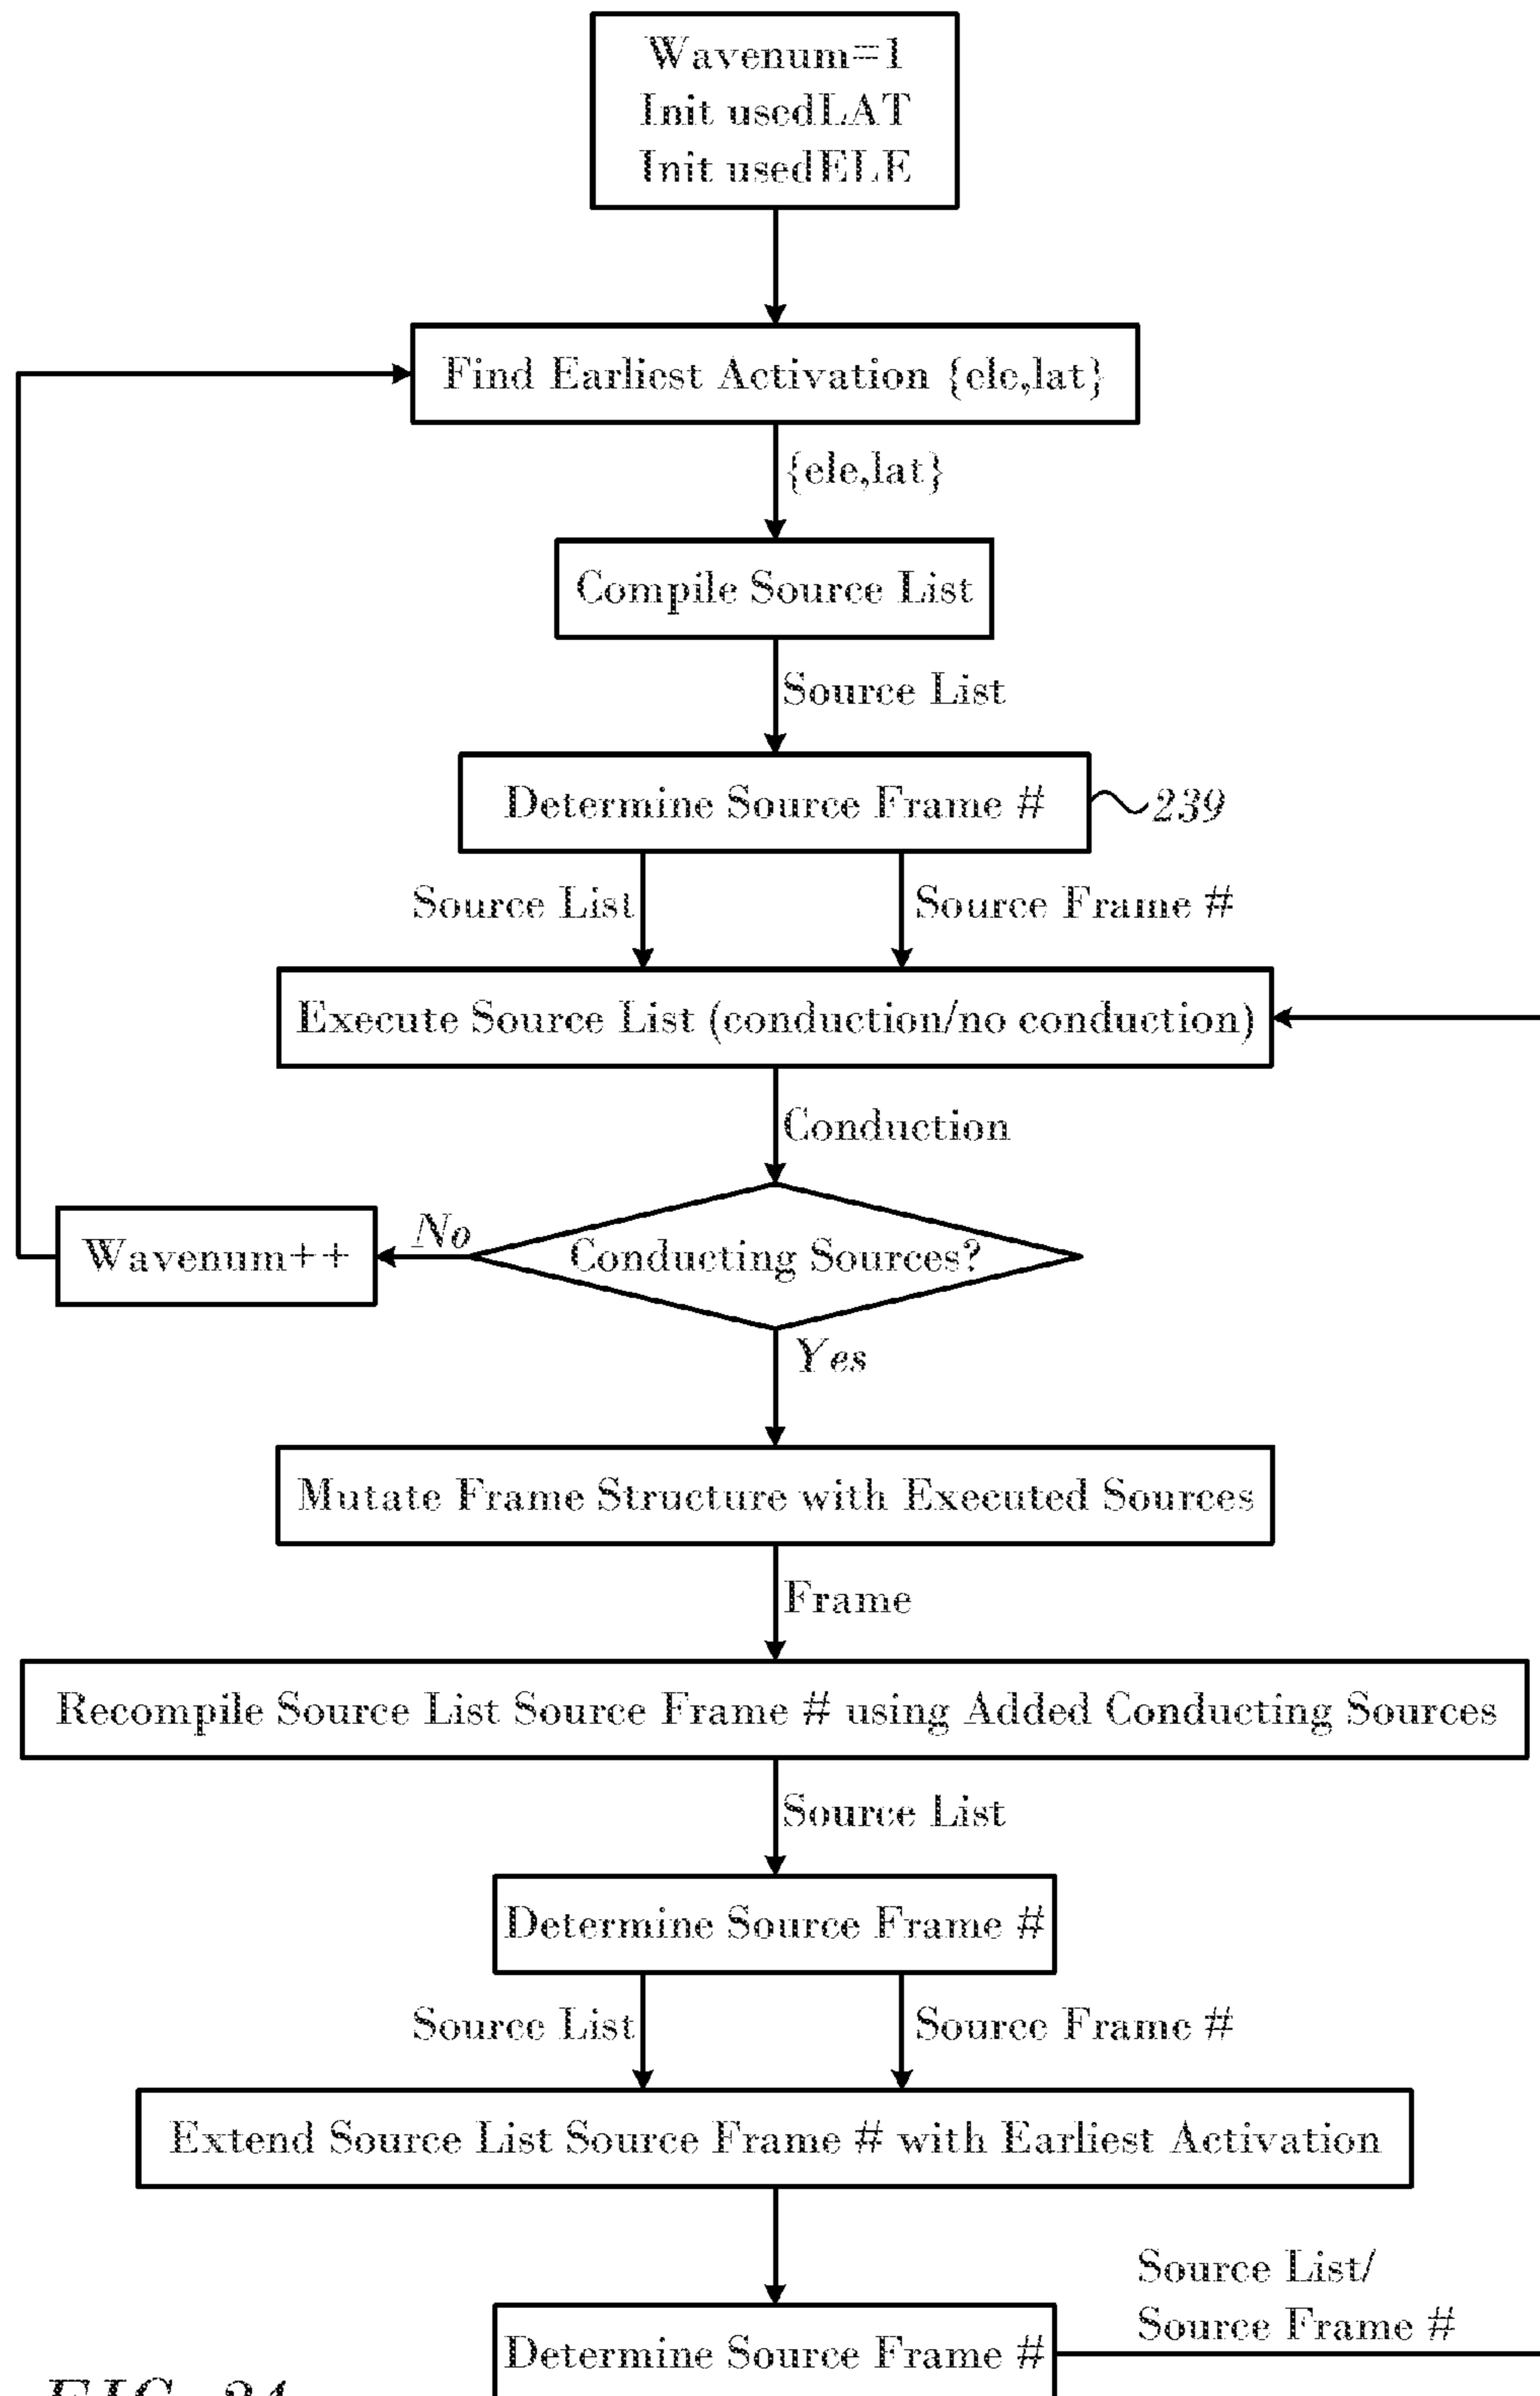 Wavenum=1
Init usedLAT
Init usedELE
Find Earliest Activation {ele,lat}
{ele,lat}
Compile Source List
Source List
Determine Source Frame #
239
Source List
Source Frame #
Execute Source List (conduction/no conduction)
Conduction
Wavenum++
No
Conducting Sources?
Yes
Mutate Frame Structure with Executed Sources
Frame
Recompile Source List Source Frame # using Added Conducting Sources
Source List
Determine Source Frame #
Source List
Source Frame #
Extend Source List Source Frame # with Earliest Activation
Source List/
Source Frame #
Determine Source Frame #